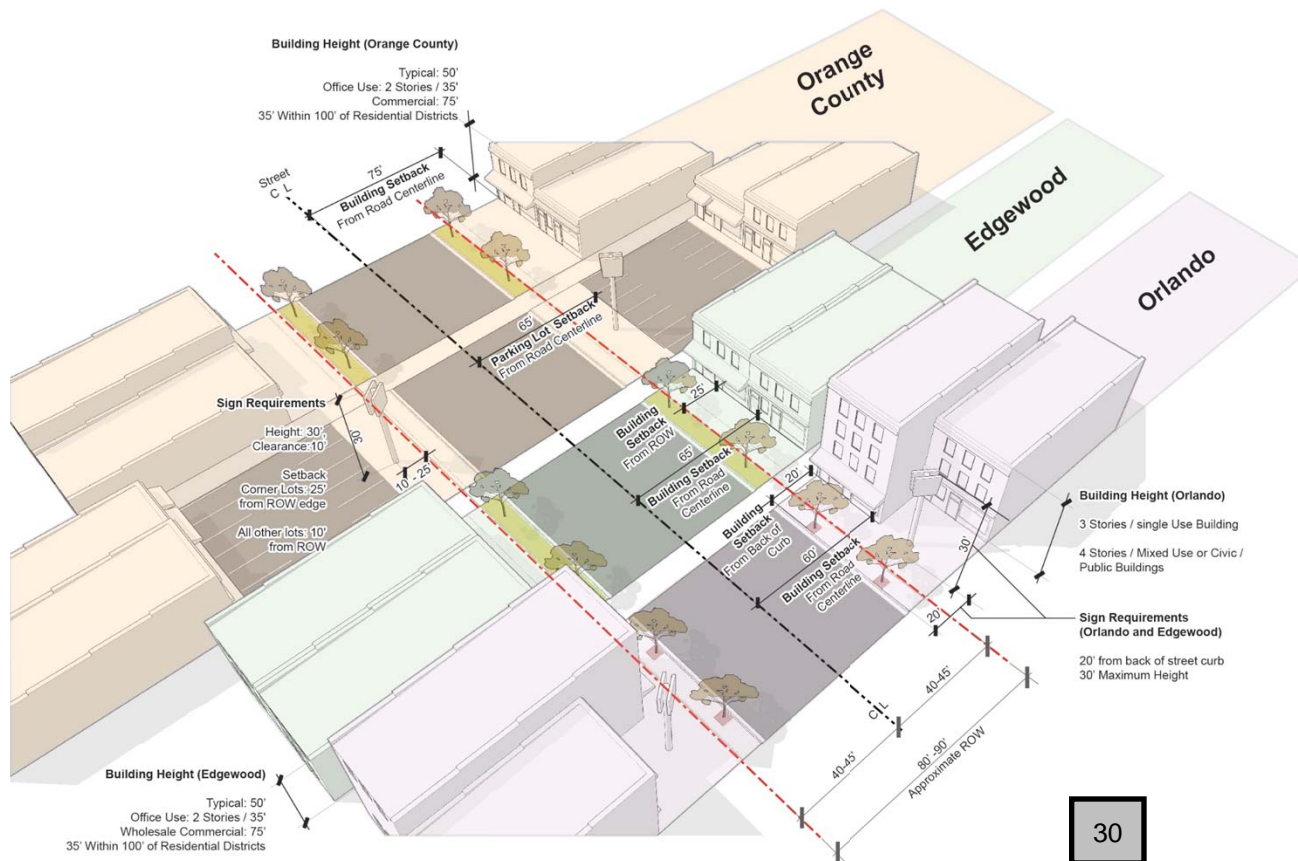 Building Height (Orange County)
Typical: 50'
Office Use: 2 Stories / 35'
Commercial: 75'
35' Within 100' of Residential Districts
Orange
County
Edgewood
Orlando
Street
C L
75'
Building Setback
From Road Centerline
65'
Parking Lot Setback
From Road Centerline
Sign Requirements
Height: 30',
Clearance:10'
Setback
Corner Lots: 25'
from ROW edge
All other lots: 10'
from ROW
30'
10' - 25'
25'
Building
Setback
From ROW
65'
Building Setback
From Road
Centerline
20'
Building
Setback
From Back of
Curb
60'
Building Setback
From Road
Centerline
30'
20'
Building Height (Orlando)
3 Stories / single Use Building
4 Stories / Mixed Use or Civic /
Public Buildings
Sign Requirements
(Orlando and Edgewood)
20' from back of street curb
30' Maximum Height
40-45'
C L
40-45'
80' -90'
Approximate ROW
Building Height (Edgewood)
Typical: 50'
Office Use: 2 Stories / 35'
Wholesale Commercial: 75'
35' Within 100' of Residential Districts
30